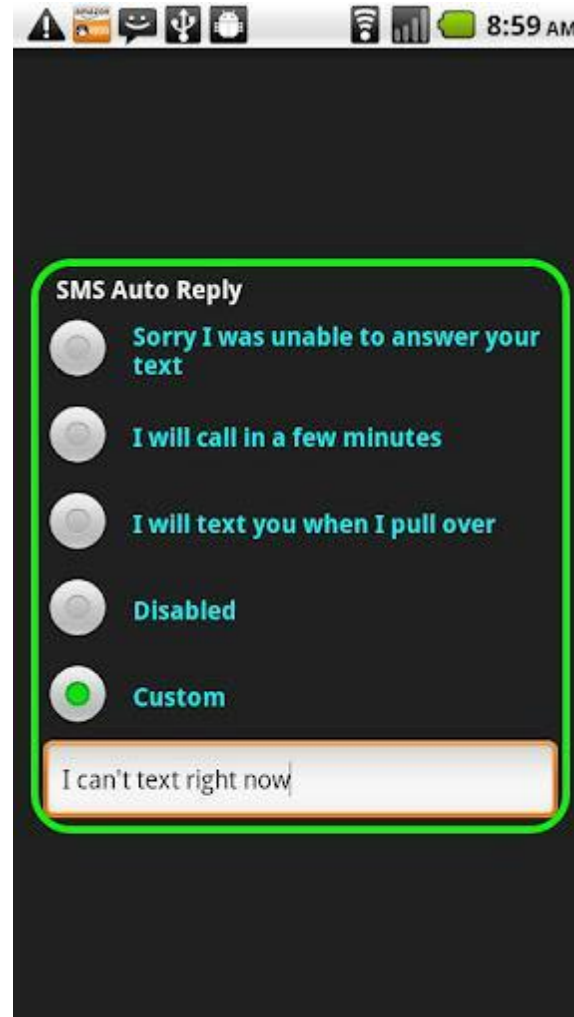 amazon
8:59 AM
SMS Auto Reply
Sorry I was unable to answer your
text
I will call in a few minutes
I will text you when I pull over
Disabled
Custom
I can't text right now